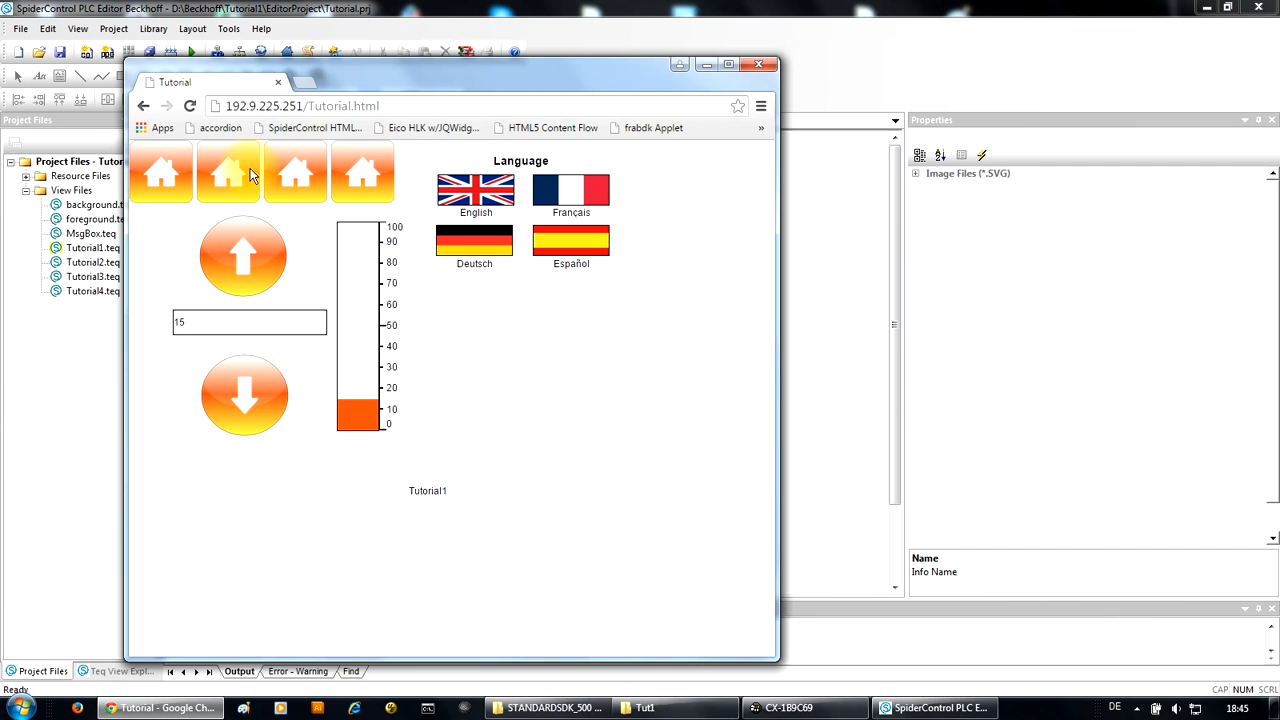 SpiderControl PLC Editor Beckhoff - D:\Beckhoff\Tutorial1\EditorProject\Tutorial.prj
File Edit View Project Library Layout Tools Help
Tutorial
192.9.225.251/Tutorial.html
Apps accordion SpiderControl HTML... Eico HLK w/JQWidg... HTML5 Content Flow frabdk Applet »
Project Files
Properties
Project Files - Tutor
Resource Files
View Files
background.t
foreground.te
MsgBox.teq
Tutorial1.teq
Tutorial2.teq
Tutorial3.teq
Tutorial4.teq
Image Files (*.SVG)
Language
English Français
Deutsch Español
15
100
90
80
70
60
50
40
30
20
10
0
Tutorial1
Name
Info Name
Project Files Teq View Expl... Output Error - Warning Find
Ready CAP NUM SCRL
Tutorial - Google Ch... STANDARDSDK_500 ... Tut1 CX-1B9C69 SpiderControl PLC E... DE 18:45